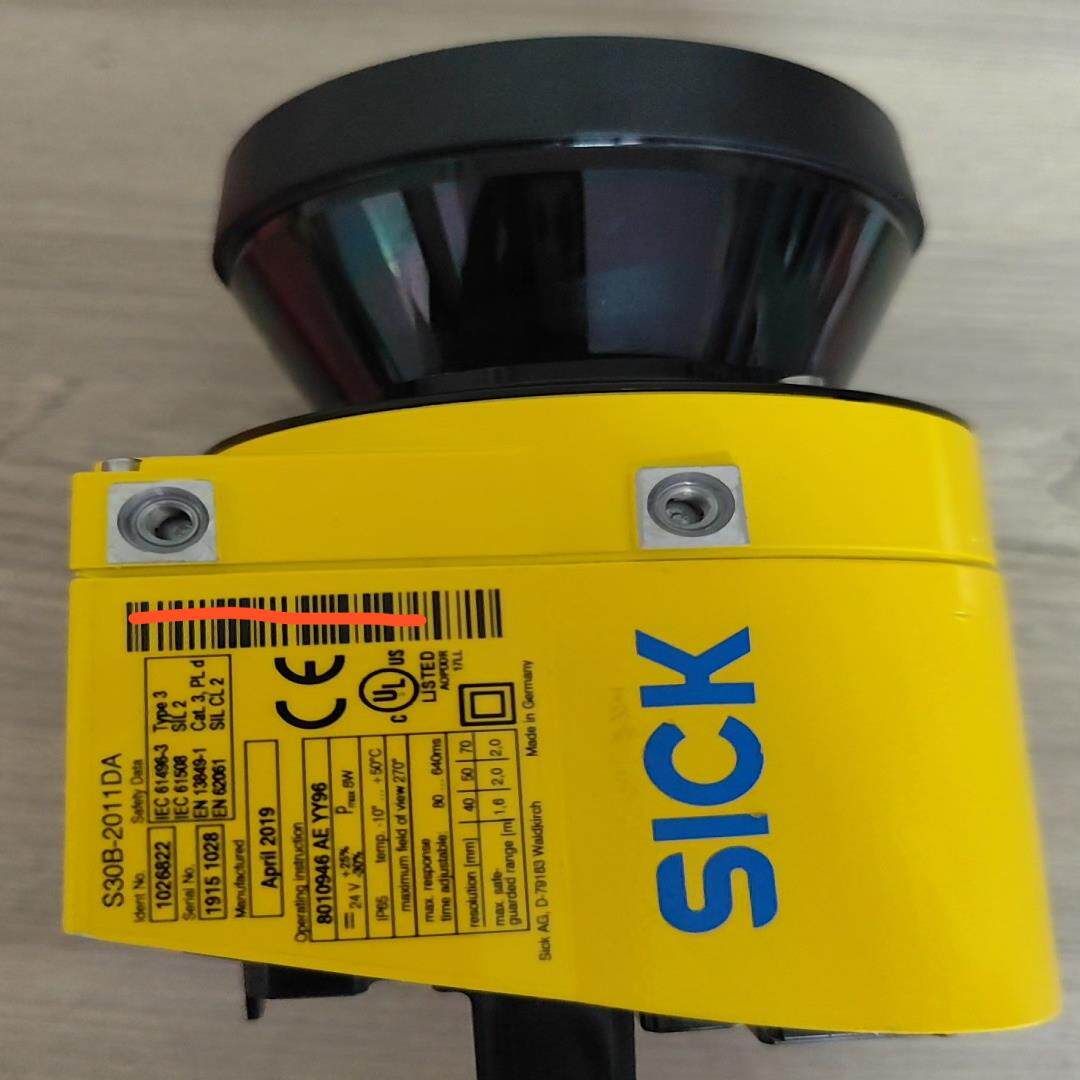 S30B-2011DA
Ident No.
1026822
Serial No.
1915 1028
Manufactured
April 2019
Safety Data
IEC 61496-3 Type 3
IEC 61508 SIL 2
EN 13849-1 Cat. 3, PL d
EN 62061 SIL CL 2
CE
C UL US
LISTED
AOPDDR
17LL
Operating Instruction
8010946 AE YY96
24 V +25% -30% Pmax 8W
IP65 temp. -10° ... +50°C
maximum field of view 270°
max. response
time adjustable: 80 ... 640ms
resolution [mm] 40 50 70
max. safe-
guarded range [m] 1,6 2,0 2,0
Sick AG, D-79183 Waldkirch Made in Germany
SICK